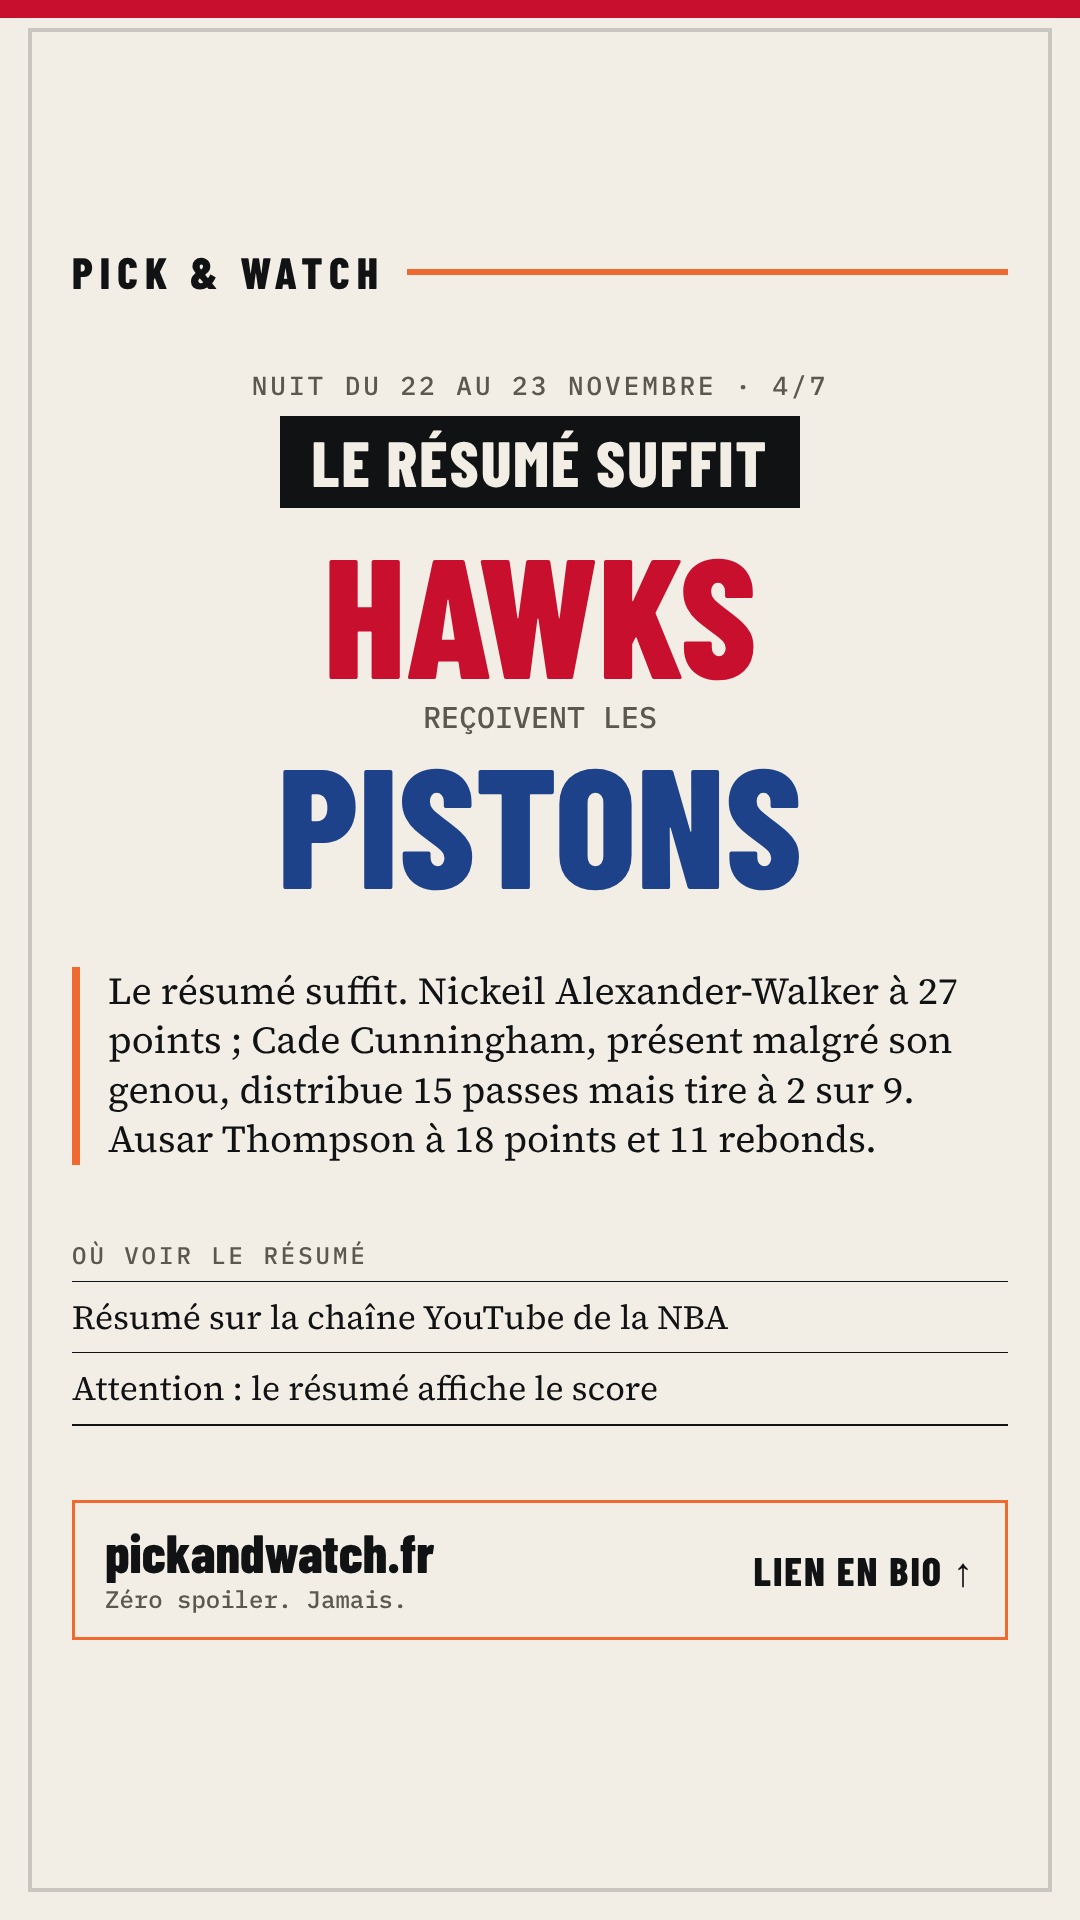 PICK & WATCH
NUIT DU 22 AU 23 NOVEMBRE · 4/7
LE RÉSUMÉ SUFFIT
HAWKS
REÇOIVENT LES
PISTONS
Le résumé suffit. Nickeil Alexander-Walker à 27
points ; Cade Cunningham, présent malgré son
genou, distribue 15 passes mais tire à 2 sur 9.
Ausar Thompson à 18 points et 11 rebonds.
OÙ VOIR LE RÉSUMÉ
Résumé sur la chaîne YouTube de la NBA
Attention : le résumé affiche le score
pickandwatch.fr
Zéro spoiler. Jamais.
LIEN EN BIO ↑